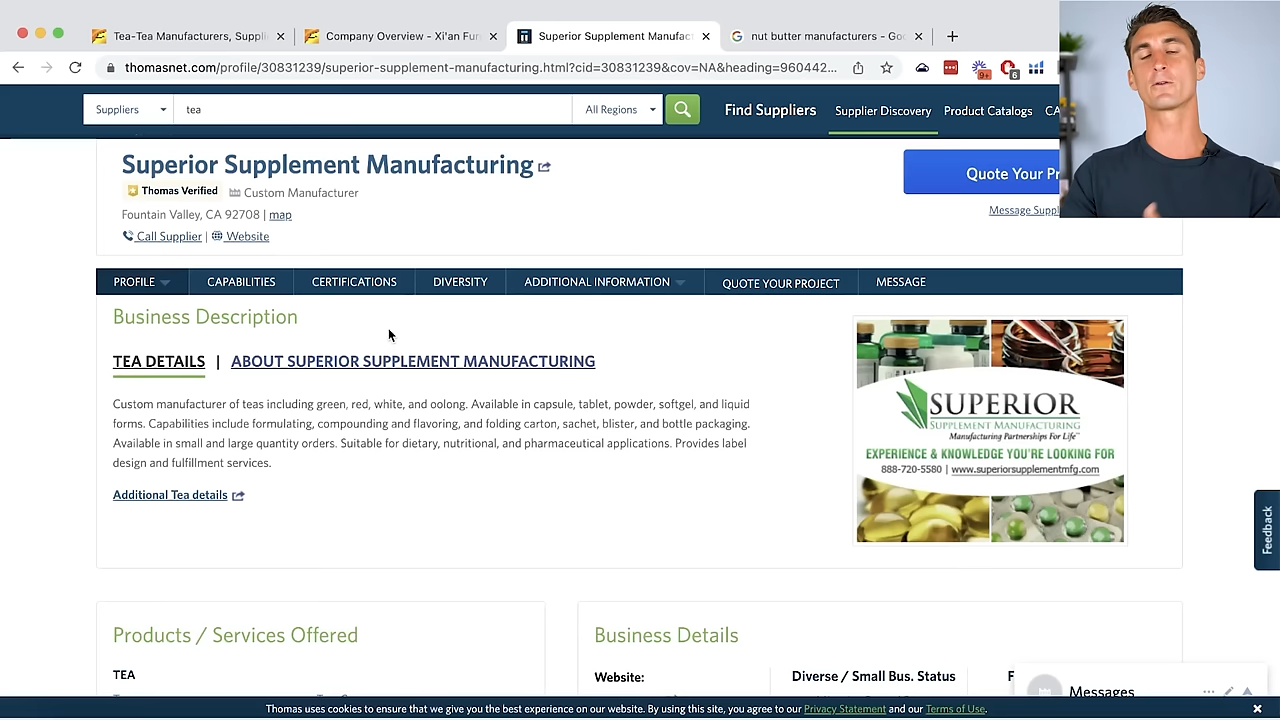 Tea-Tea Manufacturers, Suppli
Company Overview - Xi'an Fur
Superior Supplement Manufact
nut butter manufacturers - Goo
thomasnet.com/profile/30831239/superior-supplement-manufacturing.html?cid=30831239&cov=NA&heading=960442...
9+
6
Suppliers
tea
All Regions
Find Suppliers
Supplier Discovery
Product Catalogs
CA
Superior Supplement Manufacturing
Thomas Verified
Custom Manufacturer
Fountain Valley, CA 92708 | map
Call Supplier | Website
Quote Your Pr
Message Suppl
PROFILE
CAPABILITIES
CERTIFICATIONS
DIVERSITY
ADDITIONAL INFORMATION
QUOTE YOUR PROJECT
MESSAGE
Business Description
TEA DETAILS | ABOUT SUPERIOR SUPPLEMENT MANUFACTURING
Custom manufacturer of teas including green, red, white, and oolong. Available in capsule, tablet, powder, softgel, and liquid
forms. Capabilities include formulating, compounding and flavoring, and folding carton, sachet, blister, and bottle packaging.
Available in small and large quantity orders. Suitable for dietary, nutritional, and pharmaceutical applications. Provides label
design and fulfillment services.
Additional Tea details
SUPERIOR
SUPPLEMENT MANUFACTURING
Manufacturing Partnerships For Life™
EXPERIENCE & KNOWLEDGE YOU'RE LOOKING FOR
888-720-5580 | www.superiorsupplementmfg.com
Feedback
Products / Services Offered
TEA
Business Details
Website:
Diverse / Small Bus. Status
F
Messages
Thomas uses cookies to ensure that we give you the best experience on our website. By using this site, you agree to our Privacy Statement and our Terms of Use.